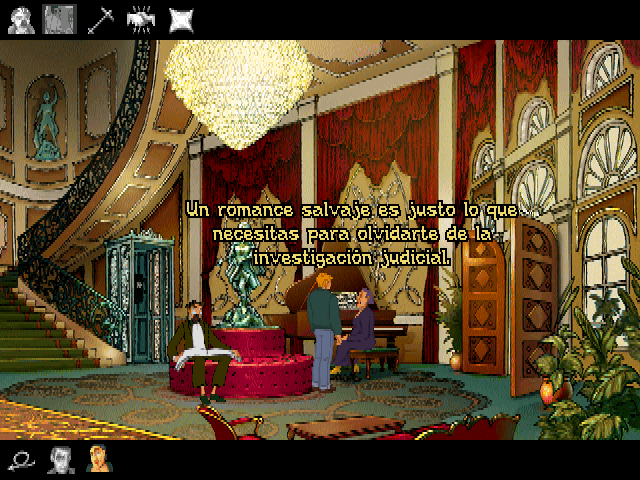 Un romance salvaje es justo lo que
necesitas para olvidarte de la
investigación judicial.